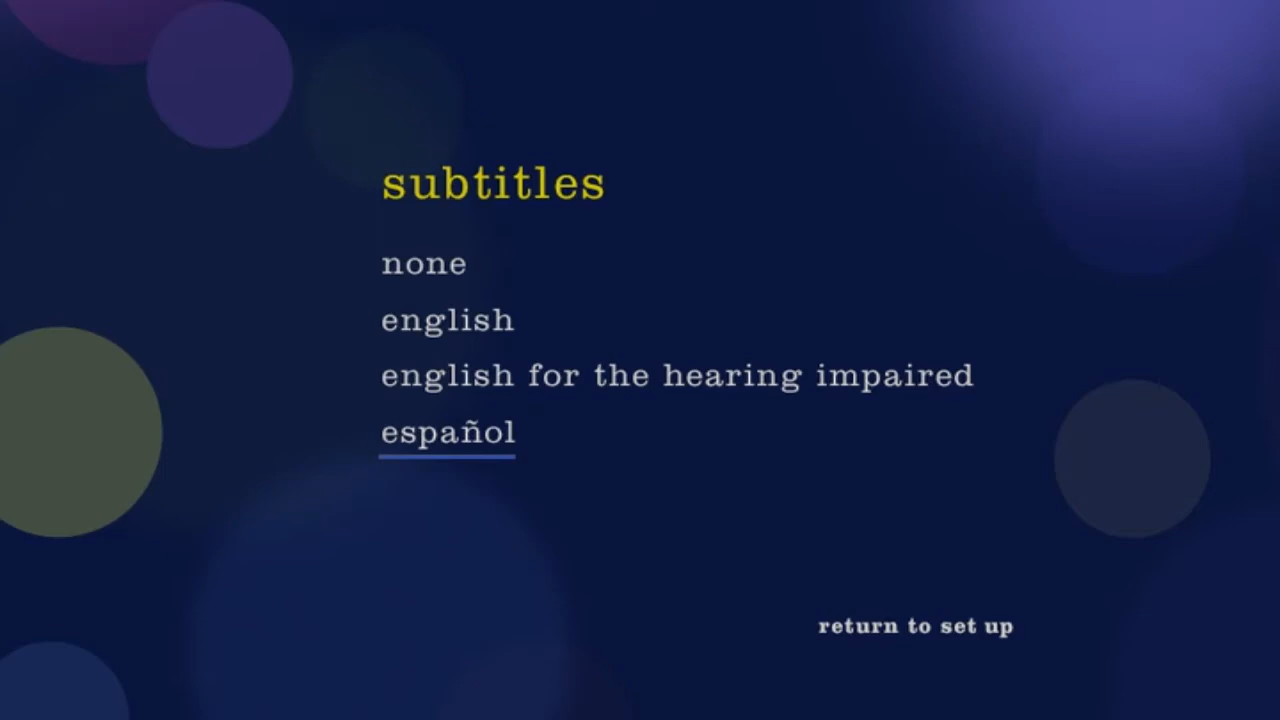 subtitles
none
english
english for the hearing impaired
español
return to set up